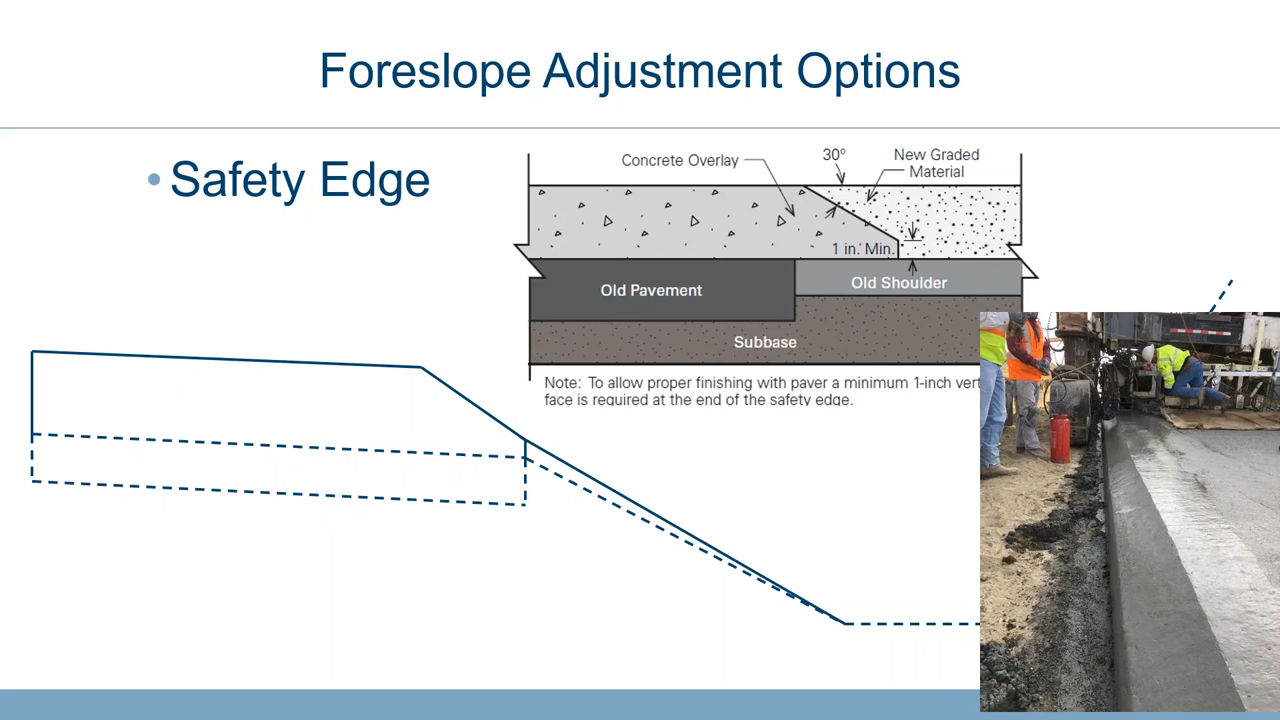 Foreslope Adjustment Options
• Safety Edge
Concrete Overlay
30º
New Graded
Material
1 in. Min.
Old Pavement
Old Shoulder
Subbase
Note: To allow proper finishing with paver a minimum 1-inch
face is required at the end of the safety edge.